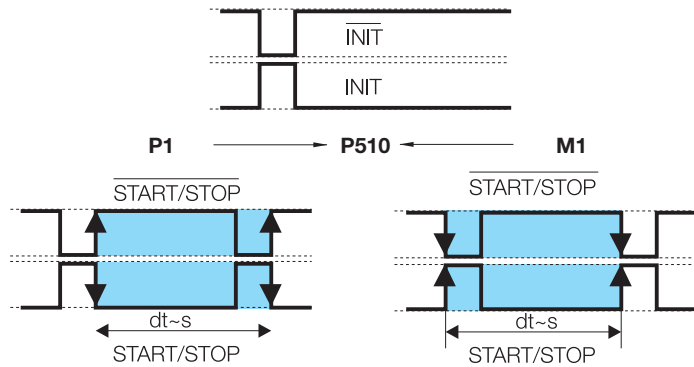 INIT
INIT
P1 P510 M1
START/STOP START/STOP
dt~s dt~s
START/STOP START/STOP